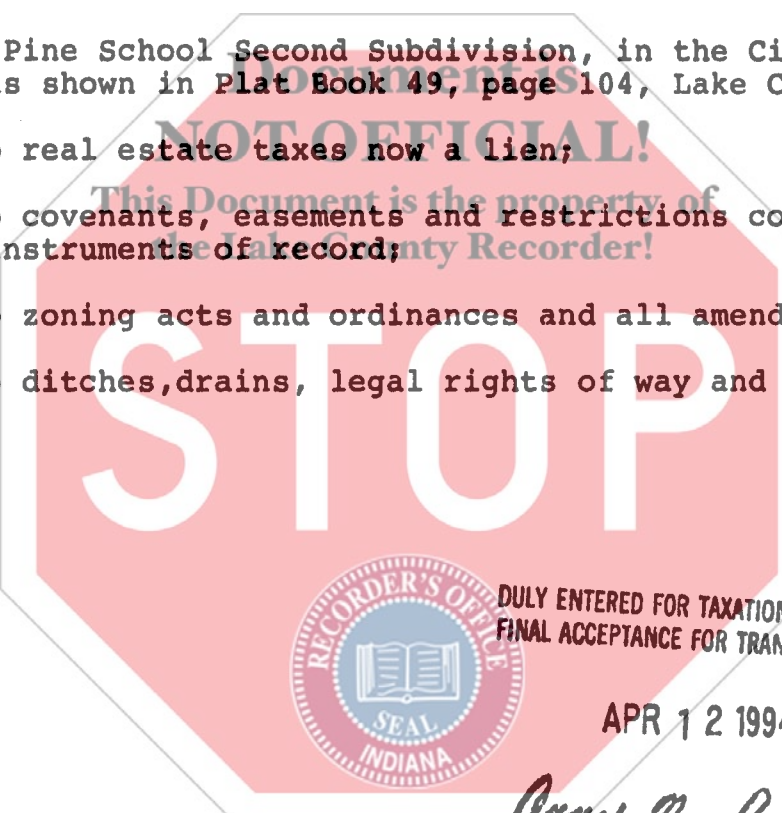 Pine School Second Subdivision, in the Ci
s shown in Plat Book 49, page 104, Lake C
Document is
real estate taxes now a lien;
NOT OFFICIAL!
This Document is the property of
covenants, easements and restrictions co
nstruments of record;
the Lake County Recorder!
zoning acts and ordinances and all amend
ditches,drains, legal rights of way and
STOP
RECORDER'S OFFICE
SEAL
INDIANA
DULY ENTERED FOR TAXATION
FINAL ACCEPTANCE FOR TRAN
APR 1 2 199